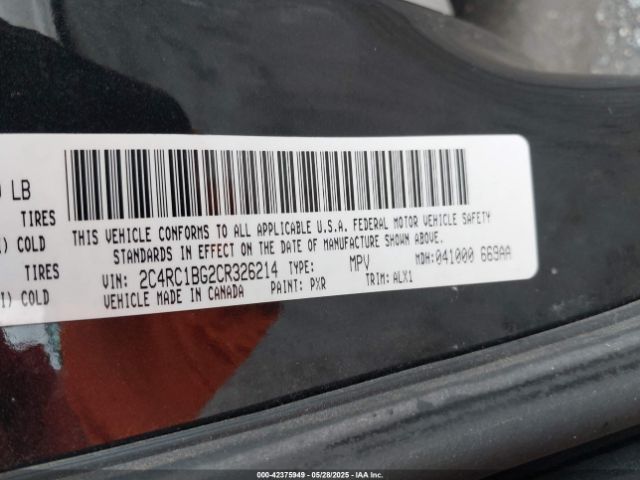 LB
TIRES
COLD
TIRES
I) COLD
THIS VEHICLE CONFORMS TO ALL APPLICABLE U.S.A. FEDERAL MOTOR VEHICLE SAFETY
STANDARDS IN EFFECT ON THE DATE OF MANUFACTURE SHOWN ABOVE.
VIN: 2C4RC1BG2CR326214 TYPE: MPV MDH:041000 669AA
VEHICLE MADE IN CANADA PAINT: PXR TRIM: ALX1
000-42375949 - 05/28/2025 - IAAI.COM